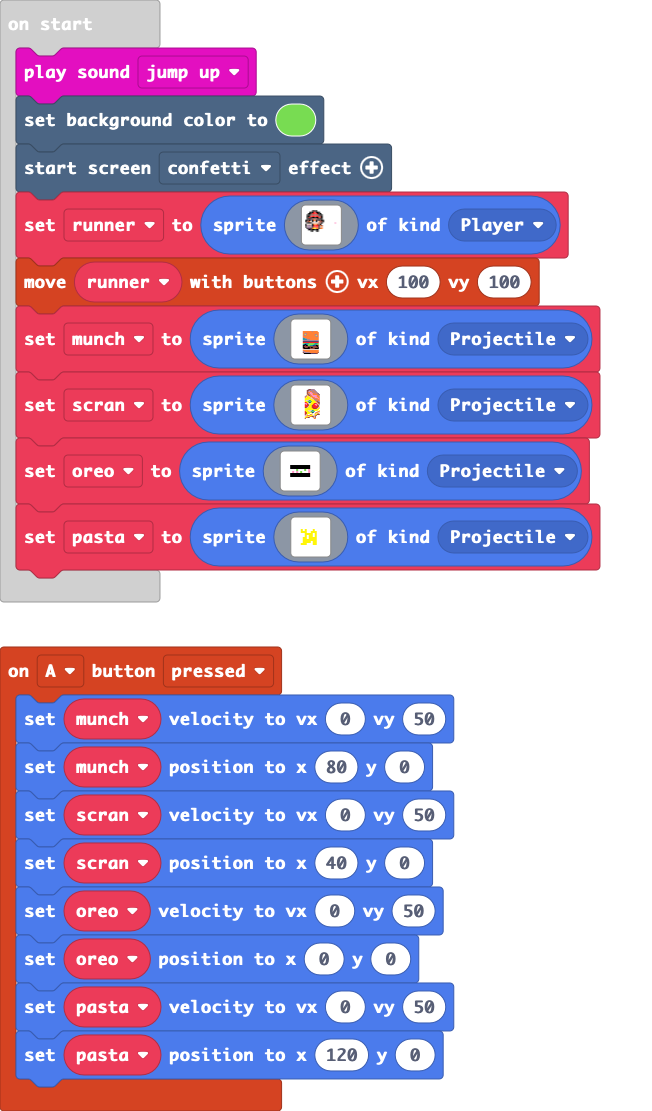 on start
play sound jump up
set background color to
start screen confetti effect
set runner to sprite of kind Player
move runner with buttons vx 100 vy 100
set munch to sprite of kind Projectile
set scran to sprite of kind Projectile
set oreo to sprite of kind Projectile
set pasta to sprite of kind Projectile
on A button pressed
set munch velocity to vx 0 vy 50
set munch position to x 80 y 0
set scran velocity to vx 0 vy 50
set scran position to x 40 y 0
set oreo velocity to vx 0 vy 50
set oreo position to x 0 y 0
set pasta velocity to vx 0 vy 50
set pasta position to x 120 y 0